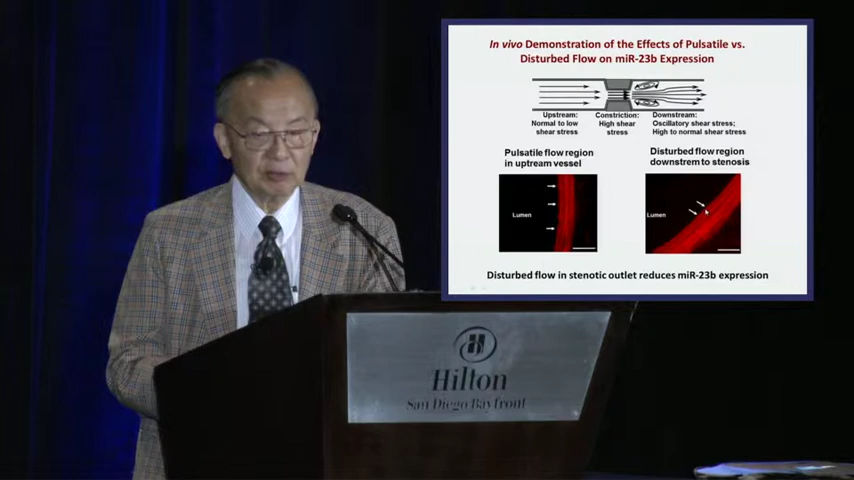 In vivo Demonstration of the Effects of Pulsatile vs.
Disturbed Flow on miR-23b Expression
Upstream:
Normal to low
shear stress
Constriction:
High shear
stress
Downstream:
Oscillatory shear stress;
High to normal shear stress
Pulsatile flow region
in uptream vessel
Disturbed flow region
downstrem to stenosis
Lumen
Lumen
Disturbed flow in stenotic outlet reduces miR-23b expression
Hilton
San Diego Bayfront